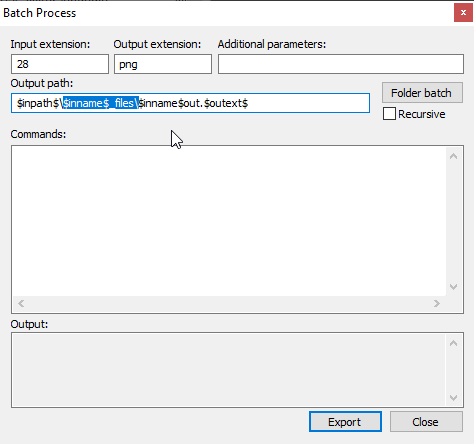 Batch Process
Input extension: Output extension: Additional parameters:
28 png
Output path:
$inpath$\$inname$_files\$inname$out.$outext$
Folder batch
Recursive
Commands:
Output:
Export Close